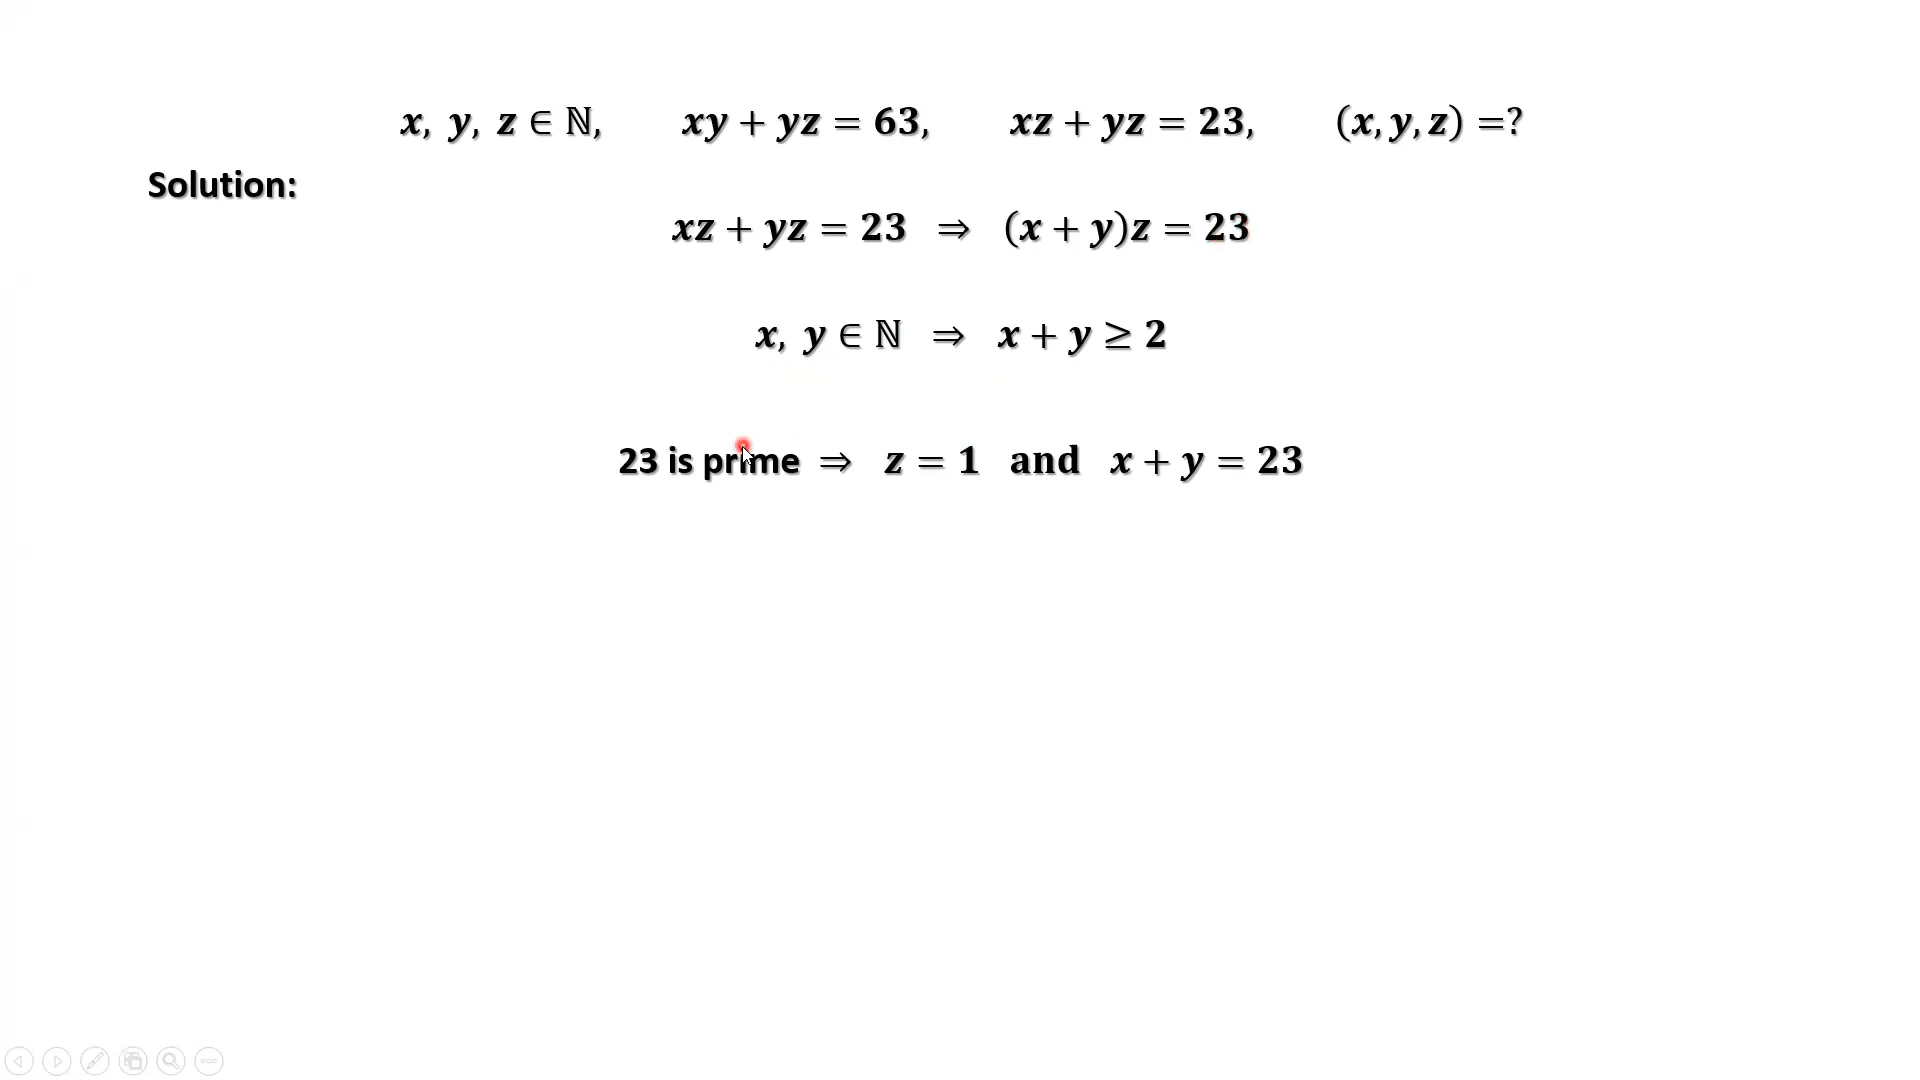 x, y, z ∈ ℕ, xy + yz = 63, xz + yz = 23, (x, y, z) =?
Solution:
xz + yz = 23 ⇒ (x + y)z = 23
x, y ∈ ℕ ⇒ x + y ≥ 2
23 is prime ⇒ z = 1 and x + y = 23